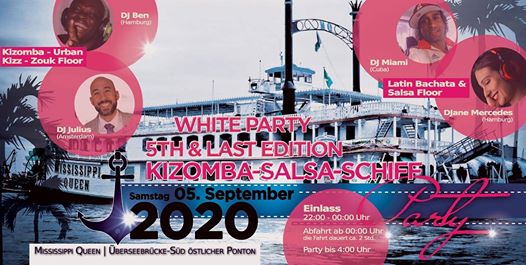 DJ Ben
(Hamburg)
Kizomba - Urban
Kizz - Zouk Floor
DJ Julius
(Amsterdam)
DJ Miami
(Cuba)
Latin Bachata &
Salsa Floor
DJane Mercedes
(Hamburg)
MISSISSIPPI
QUEEN
WHITE PARTY
5TH & LAST EDITION
KIZOMBA-SALSA-SCHIFF
Party
Samstag 05. September
2020
Einlass
22:00 - 00:00 Uhr
Abfahrt ab 00:00 Uhr
die Fahrt dauert ca. 2 Std.
Party bis 4:00 Uhr
MISSISSIPPI QUEEN | ÜBERSEEBRÜCKE-SÜD ÖSTLICHER PONTON